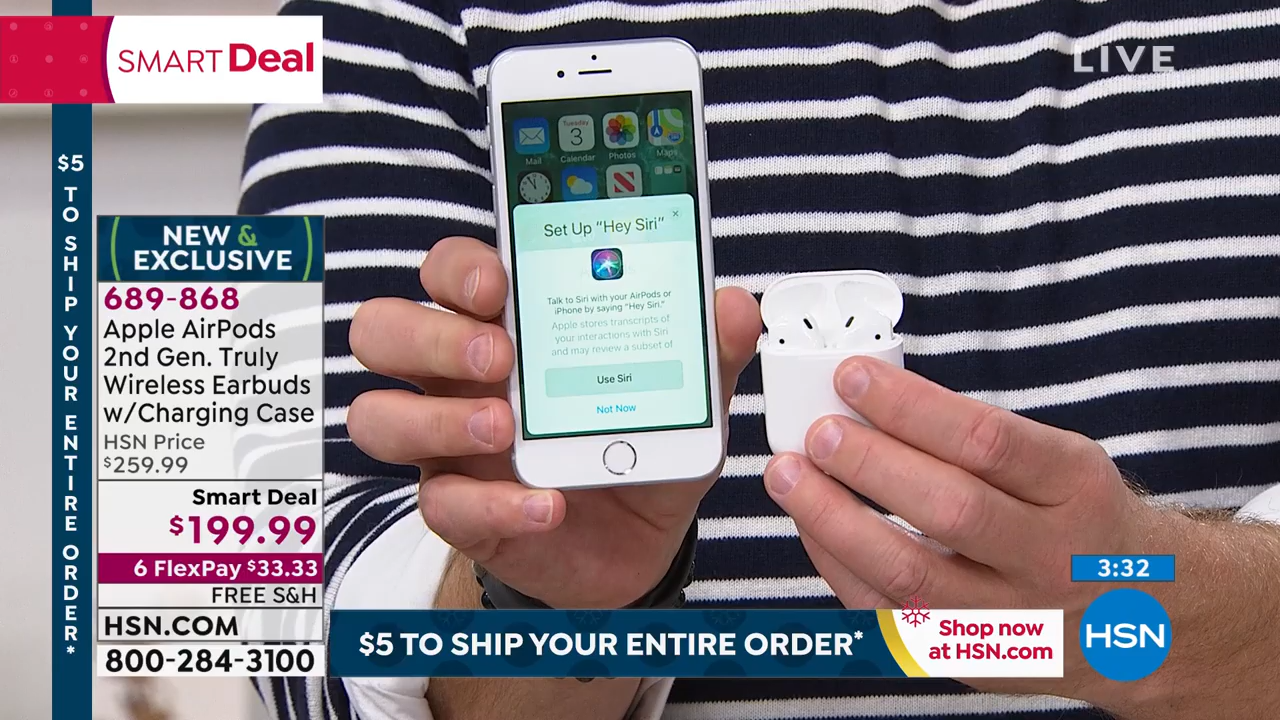 SMART Deal
LIVE
$5 TO SHIP YOUR ENTIRE ORDER*
NEW &
EXCLUSIVE
689-868
Apple AirPods
2nd Gen. Truly
Wireless Earbuds
w/Charging Case
HSN Price
$259.99
Smart Deal
$199.99
6 FlexPay $33.33
FREE S&H
HSN.COM
800-284-3100
Tuesday
3
Mail
Calendar
Photos
Maps
Set Up “Hey Siri”
Talk to Siri with your AirPods or
iPhone by saying “Hey Siri.”
Apple stores transcripts of
your interactions with Siri
and may review a subset of
Use Siri
Not Now
3:32
$5 TO SHIP YOUR ENTIRE ORDER*
Shop now
at HSN.com
HSN